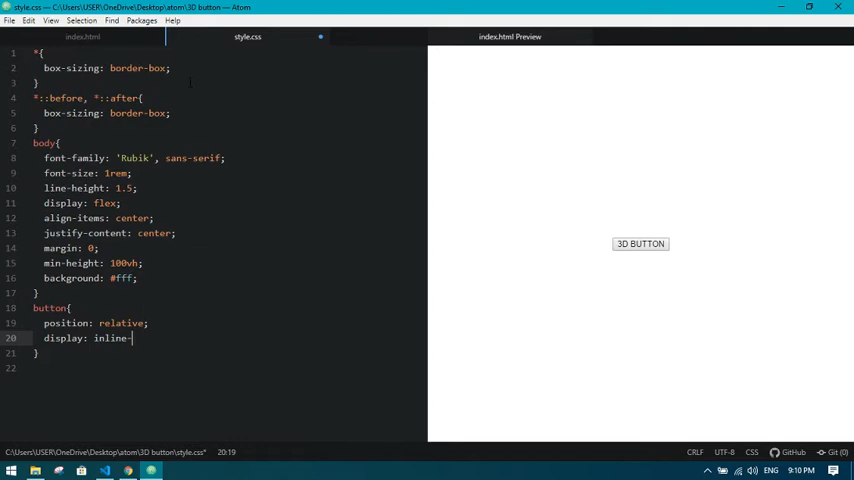 style.css - C:\Users\USER\OneDrive\Desktop\atom\3D button - Atom
File Edit View Selection Find Packages Help
index.html style.css index.html Preview
1 *{
2 box-sizing: border-box;
3 }
4 *::before, *::after{
5 box-sizing: border-box;
6 }
7 body{
8 font-family: 'Rubik', sans-serif;
9 font-size: 1rem;
10 line-height: 1.5;
11 display: flex;
12 align-items: center;
13 justify-content: center;
14 margin: 0;
15 min-height: 100vh;
16 background: #fff;
17 }
18 button{
19 position: relative;
20 display: inline-
21 }
22
3D BUTTON
C:\Users\USER\OneDrive\Desktop\atom\3D button\style.css* 20:19 CRLF UTF-8 CSS GitHub Git (0)
ENG 9:10 PM